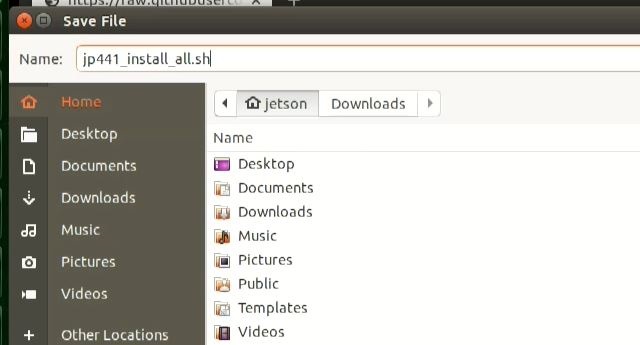 https://raw.githubuserco
Save File
Name: jp441_install_all.sh
Home
Desktop
Documents
Downloads
Music
Pictures
Videos
Other Locations
jetson Downloads
Name
Desktop
Documents
Downloads
Music
Pictures
Public
Templates
Videos